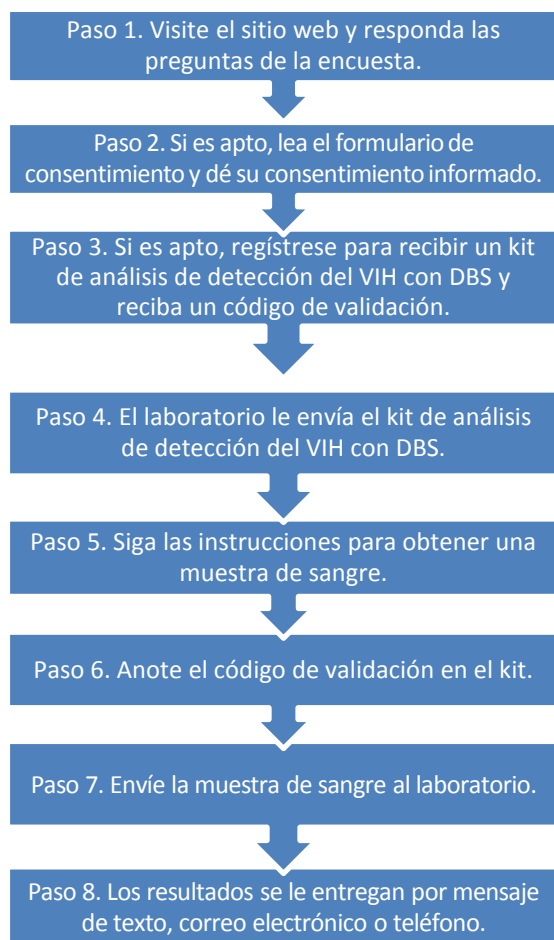 Paso 1. Visite el sitio web y responda las
preguntas de la encuesta.
Paso 2. Si es apto, lea el formulario de
consentimiento y dé su consentimiento informado.
Paso 3. Si es apto, regístrese para recibir un kit
de análisis de detección del VIH con DBS y
reciba un código de validación.
Paso 4. El laboratorio le envía el kit de análisis
de detección del VIH con DBS.
Paso 5. Siga las instrucciones para obtener una
muestra de sangre.
Paso 6. Anote el código de validación en el kit.
Paso 7. Envíe la muestra de sangre al laboratorio.
Paso 8. Los resultados se le entregan por mensaje
de texto, correo electrónico o teléfono.